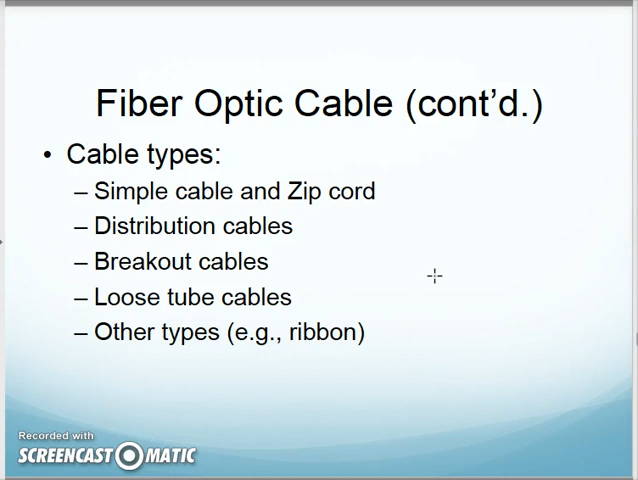 Fiber Optic Cable (cont’d.)
• Cable types:
– Simple cable and Zip cord
– Distribution cables
– Breakout cables
– Loose tube cables
– Other types (e.g., ribbon)
Recorded with
SCREENCAST O MATIC